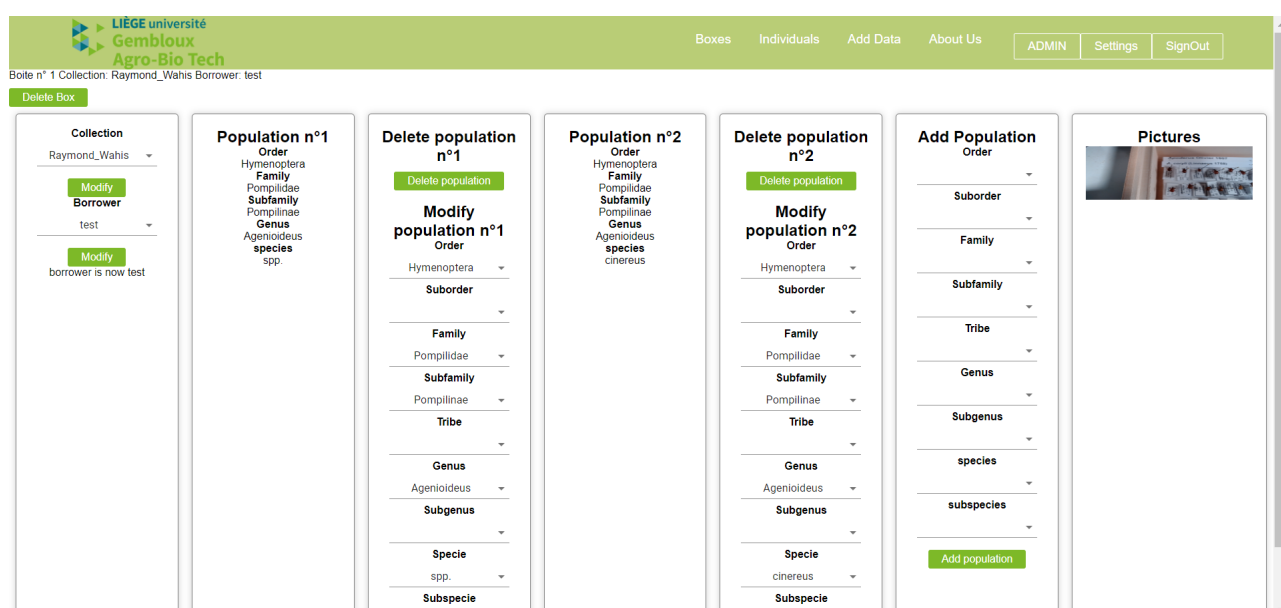 LIÈGE université
Gembloux
Agro-Bio Tech
Boxes Individuals Add Data About Us ADMIN Settings SignOut
Boite n° 1 Collection: Raymond_Wahis Borrower: test
Delete Box
Collection
Raymond_Wahis
Modify
Borrower
test
Modify
borrower is now test
Population n°1
Order
Hymenoptera
Family
Pompilidae
Subfamily
Pompilinae
Genus
Agenioideus
species
spp.
Delete population
n°1
Delete population
Modify
population n°1
Order
Hymenoptera
Suborder
Family
Pompilidae
Subfamily
Pompilinae
Tribe
Genus
Agenioideus
Subgenus
Specie
spp.
Subspecie
Population n°2
Order
Hymenoptera
Family
Pompilidae
Subfamily
Pompilinae
Genus
Agenioideus
species
cinereus
Delete population
n°2
Delete population
Modify
population n°2
Order
Hymenoptera
Suborder
Family
Pompilidae
Subfamily
Pompilinae
Tribe
Genus
Agenioideus
Subgenus
Specie
cinereus
Subspecie
Add Population
Order
Suborder
Family
Subfamily
Tribe
Genus
Subgenus
species
subspecies
Add population
Pictures